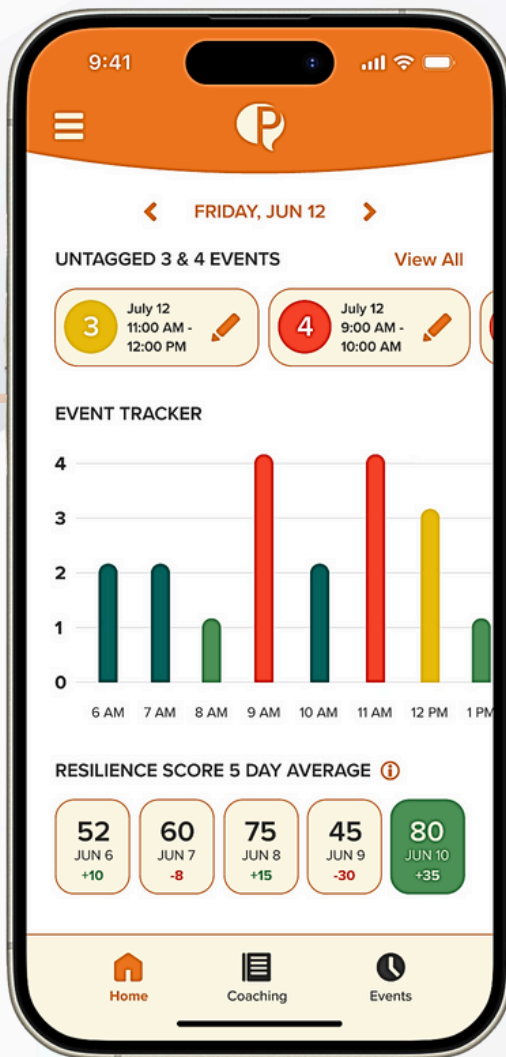 9:41
P
FRIDAY, JUN 12
UNTAGGED 3 & 4 EVENTS View All
3
July 12
11:00 AM -
12:00 PM
4
July 12
9:00 AM -
10:00 AM
EVENT TRACKER
4
3
2
1
0
6 AM 7 AM 8 AM 9 AM 10 AM 11 AM 12 PM 1 PM
RESILIENCE SCORE 5 DAY AVERAGE i
52 60 75 45 80
JUN 6 JUN 7 JUN 8 JUN 9 JUN 10
+10 -8 +15 -30 +35
Home Coaching Events